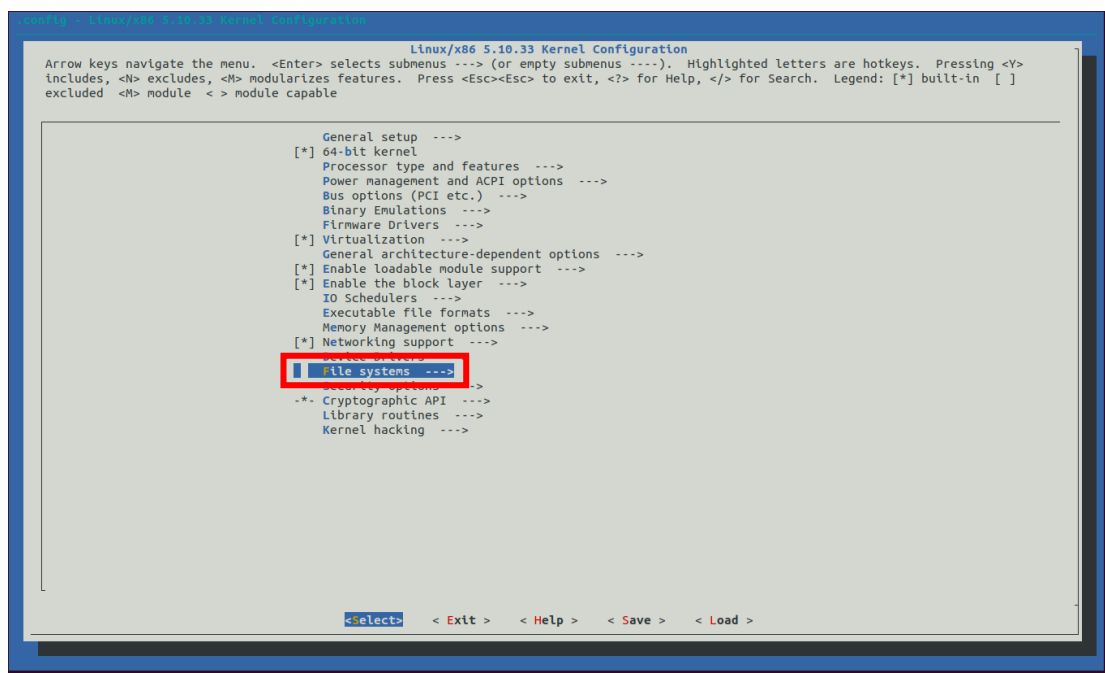 .config - Linux/x86 5.10.33 Kernel Configuration
Linux/x86 5.10.33 Kernel Configuration
Arrow keys navigate the menu.  <Enter> selects submenus ---> (or empty submenus ----).  Highlighted letters are hotkeys.  Pressing <Y>
includes, <N> excludes, <M> modularizes features.  Press <Esc><Esc> to exit, <?> for Help, </> for Search.  Legend: [*] built-in  [ ]
excluded  <M> module  < > module capable
General setup  --->
[*] 64-bit kernel
Processor type and features  --->
Power management and ACPI options  --->
Bus options (PCI etc.)  --->
Binary Emulations  --->
Firmware Drivers  --->
[*] Virtualization  --->
General architecture-dependent options  --->
[*] Enable loadable module support  --->
[*] Enable the block layer  --->
IO Schedulers  --->
Executable file formats  --->
Memory Management options  --->
[*] Networking support  --->
Device Drivers
File systems  --->
Security options  -->
-*- Cryptographic API  --->
Library routines  --->
Kernel hacking  --->
<Select>    < Exit >    < Help >    < Save >    < Load >